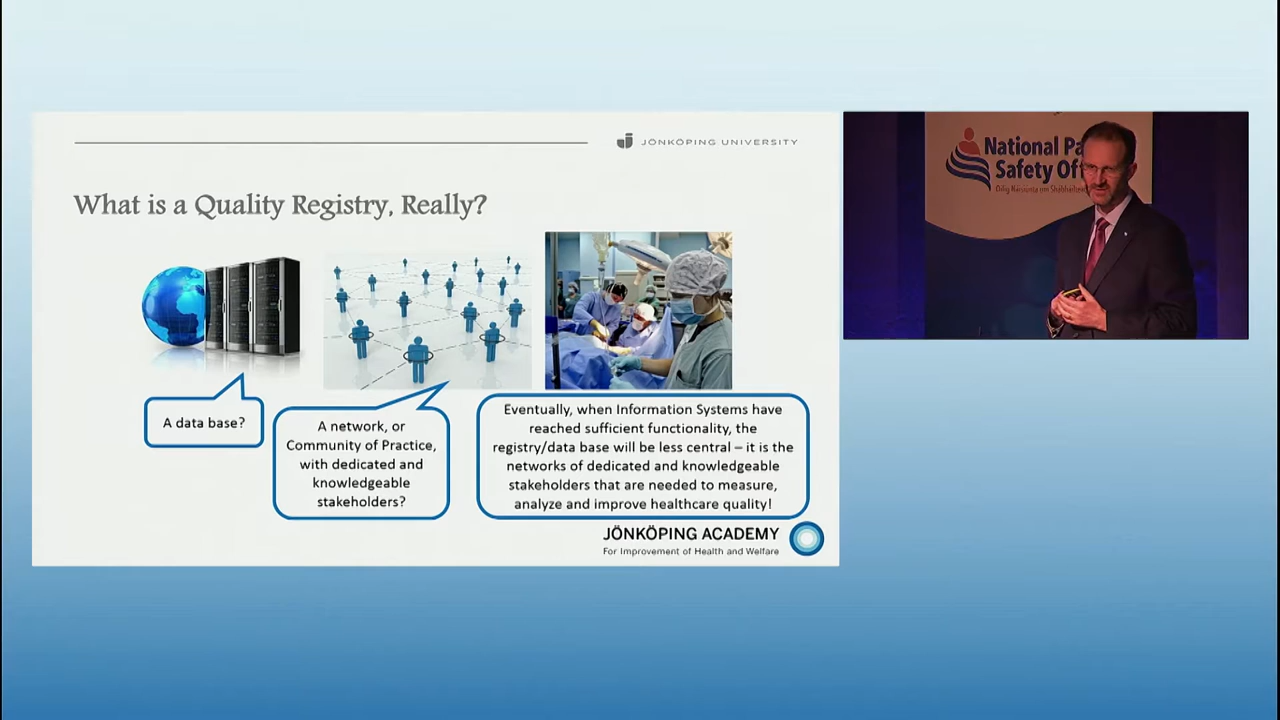 JÖNKÖPING UNIVERSITY
What is a Quality Registry, Really?
A data base?
A network, or
Community of Practice,
with dedicated and
knowledgeable
stakeholders?
Eventually, when Information Systems have
reached sufficient functionality, the
registry/data base will be less central – it is the
networks of dedicated and knowledgeable
stakeholders that are needed to measure,
analyze and improve healthcare quality!
JÖNKÖPING ACADEMY
For Improvement of Health and Welfare
National Pa
Safety Of